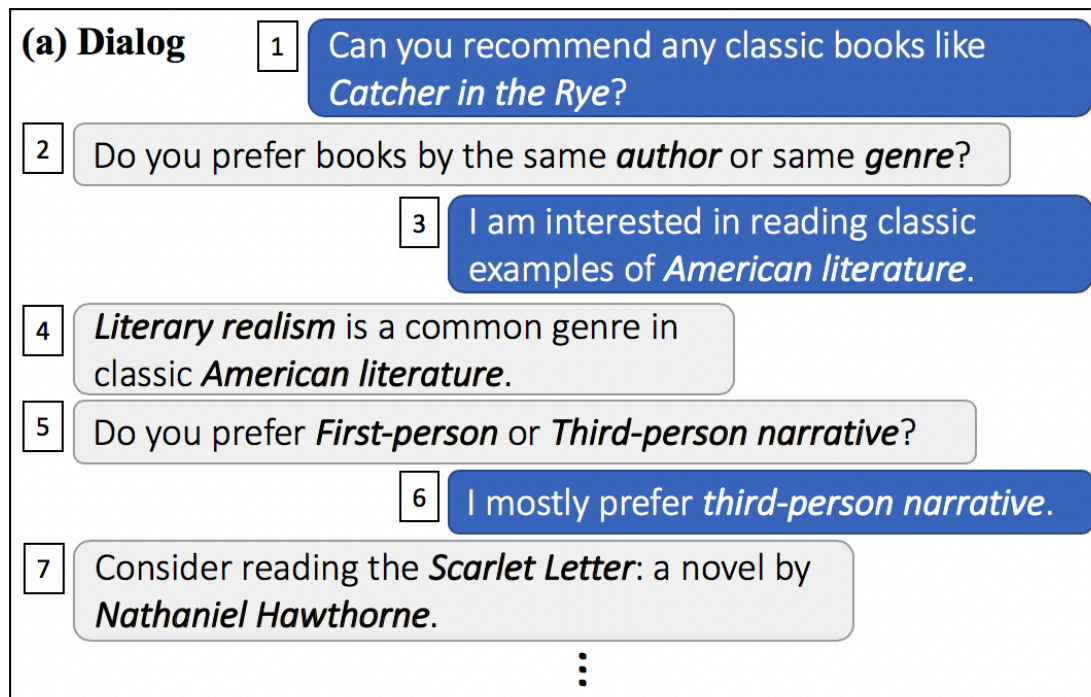 (a) Dialog
1
Can you recommend any classic books like
Catcher in the Rye?
2
Do you prefer books by the same author or same genre?
3
I am interested in reading classic
examples of American literature.
4
Literary realism is a common genre in
classic American literature.
5
Do you prefer First-person or Third-person narrative?
6
I mostly prefer third-person narrative.
7
Consider reading the Scarlet Letter: a novel by
Nathaniel Hawthorne.